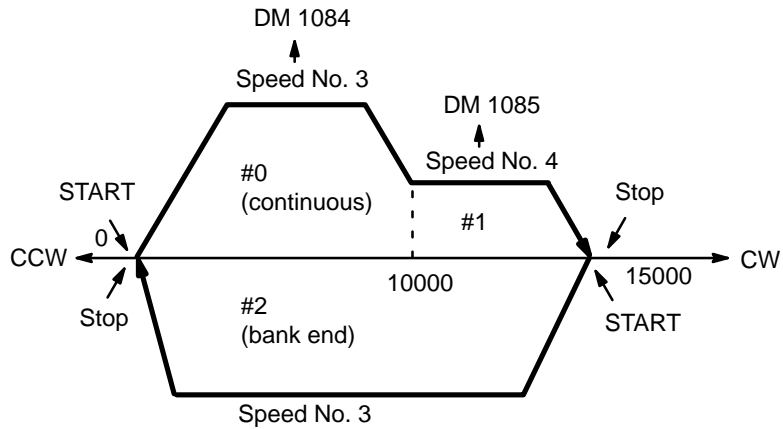 DM 1084
Speed No. 3
DM 1085
Speed No. 4
#0
(continuous)
START
Stop
#1
0
CCW
CW
10000
15000
Stop
#2
(bank end)
START
Speed No. 3